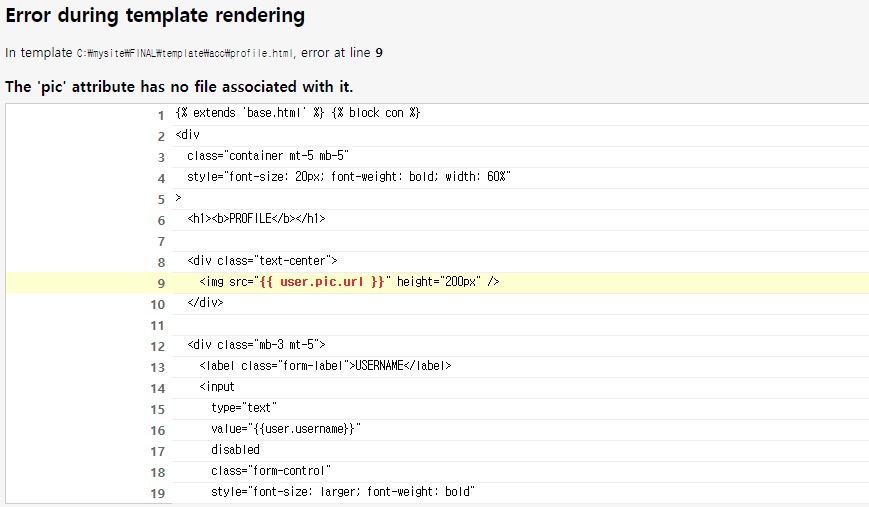 Error during template rendering
In template C:₩mysite₩FINAL₩template₩acc₩profile.html, error at line 9
The 'pic' attribute has no file associated with it.
1 {% extends 'base.html' %} {% block con %}
2 <div
3 class="container mt-5 mb-5"
4 style="font-size: 20px; font-weight: bold; width: 60%"
5 >
6 <h1><b>PROFILE</b></h1>
7
8 <div class="text-center">
9 <img src="{{ user.pic.url }}" height="200px" />
10 </div>
11
12 <div class="mb-3 mt-5">
13 <label class="form-label">USERNAME</label>
14 <input
15 type="text"
16 value="{{user.username}}"
17 disabled
18 class="form-control"
19 style="font-size: larger; font-weight: bold"